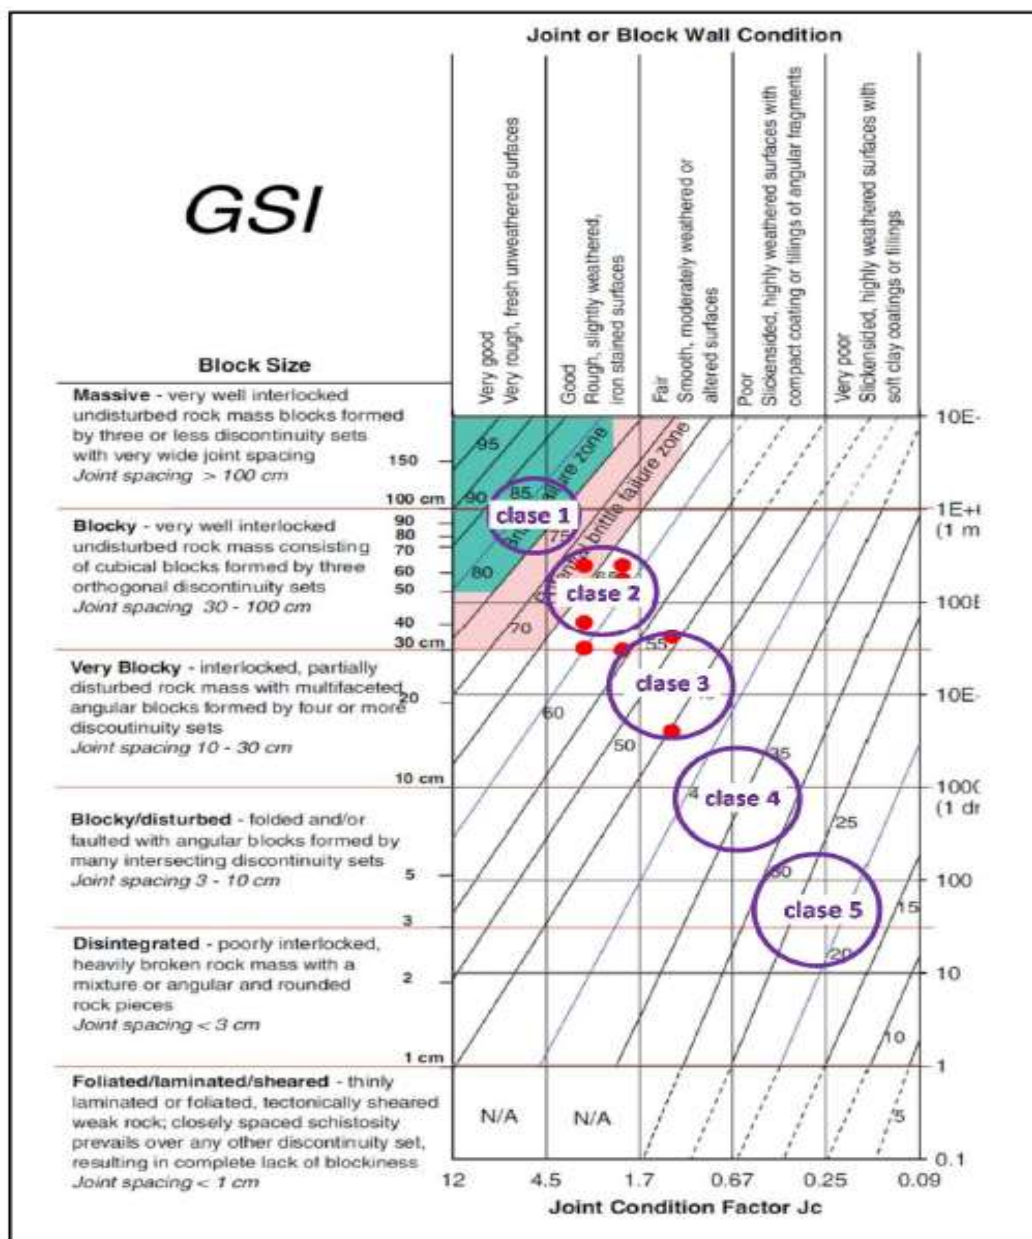 Joint or Block Wall Condition
GSI
Very good
Very rough, fresh unweathered surfaces
Good
Rough, slightly weathered,
iron stained surfaces
Fair
Smooth, moderately weathered or
altered surfaces
Poor
Slickensided, highly weathered surfaces with
compact coating or fillings of angular fragments
Very poor
Slickensided, highly weathered surfaces with
soft clay coatings or fillings
Block Size
Massive - very well interlocked
undisturbed rock mass blocks formed
by three or less discontinuity sets
with very wide joint spacing
Joint spacing > 100 cm
Blocky - very well interlocked
undisturbed rock mass consisting
of cubical blocks formed by three
orthogonal discontinuity sets
Joint spacing 30 - 100 cm
Very Blocky - interlocked, partially
disturbed rock mass with multifaceted
angular blocks formed by four or more
discoutinuity sets
Joint spacing 10 - 30 cm
Blocky/disturbed - folded and/or
faulted with angular blocks formed by
many intersecting discontinuity sets
Joint spacing 3 - 10 cm
Disintegrated - poorly interlocked,
heavily broken rock mass with a
mixture or angular and rounded
rock pieces
Joint spacing < 3 cm
Foliated/laminated/sheared - thinly
laminated or foliated, tectonically sheared
weak rock; closely spaced schistosity
prevails over any other discontinuity set,
resulting in complete lack of blockiness
Joint spacing < 1 cm
150
100 cm
90
80
70
60
50
40
30 cm
20
10 cm
5
3
2
1 cm
95
90
85
80
75
70
60
55
50
35
30
25
20
15
10
5
failure zone
brittle failure zone
clase 1
clase 2
clase 3
clase 4
clase 5
N/A
N/A
10E-
1E+
(1 m
100E
10E-
1000
(1 dr
100
10
1
0.1
12
4.5
1.7
0.67
0.25
0.09
Joint Condition Factor Jc